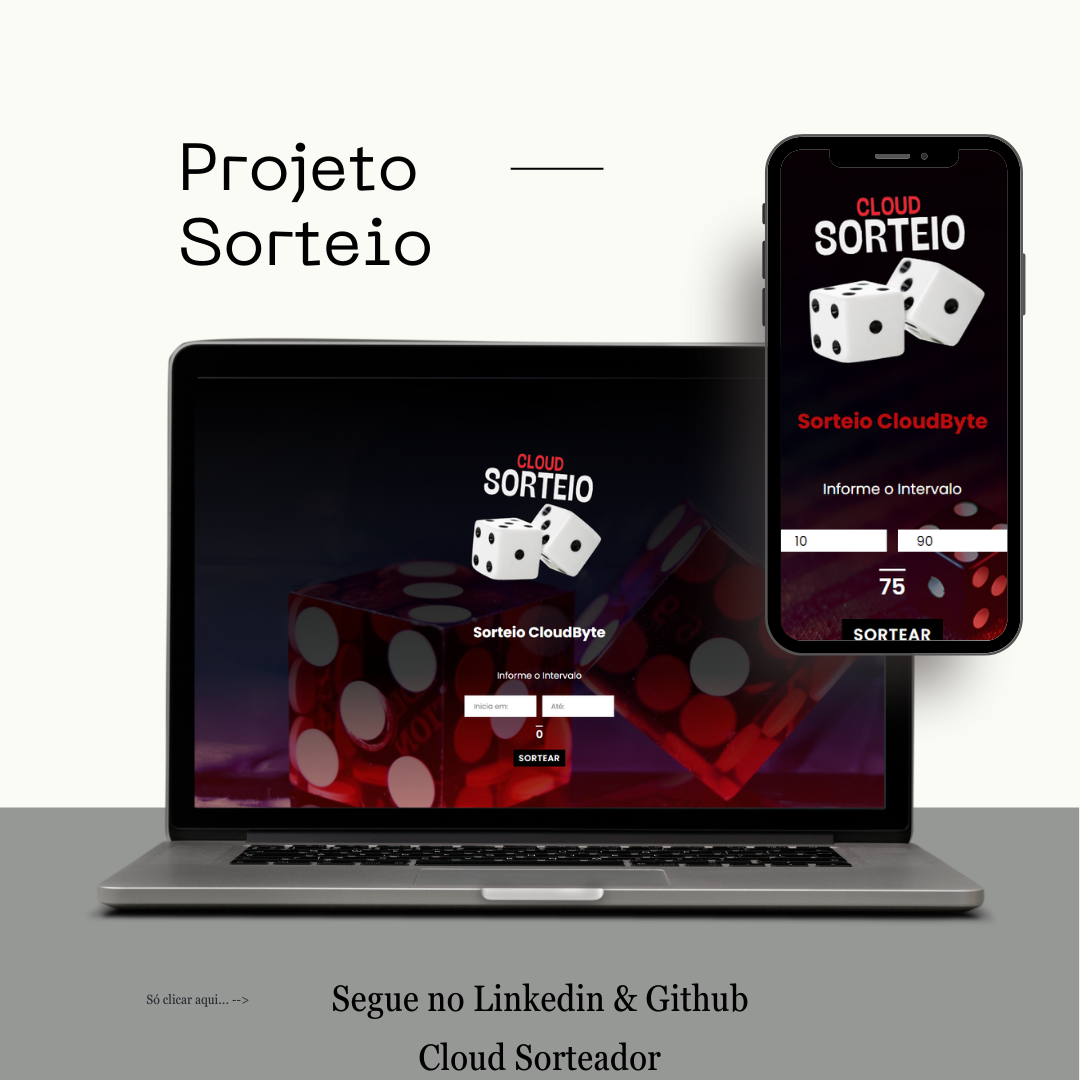 Projeto
Sorteio
CLOUD
SORTEIO
Sorteio CloudByte
Informe o Intervalo
10 90
75
SORTEAR
CLOUD
SORTEIO
Sorteio CloudByte
Informe o Intervalo
Inicia em: Até:
0
SORTEAR
Só clicar aqui... -->
Segue no Linkedin & Github
Cloud Sorteador